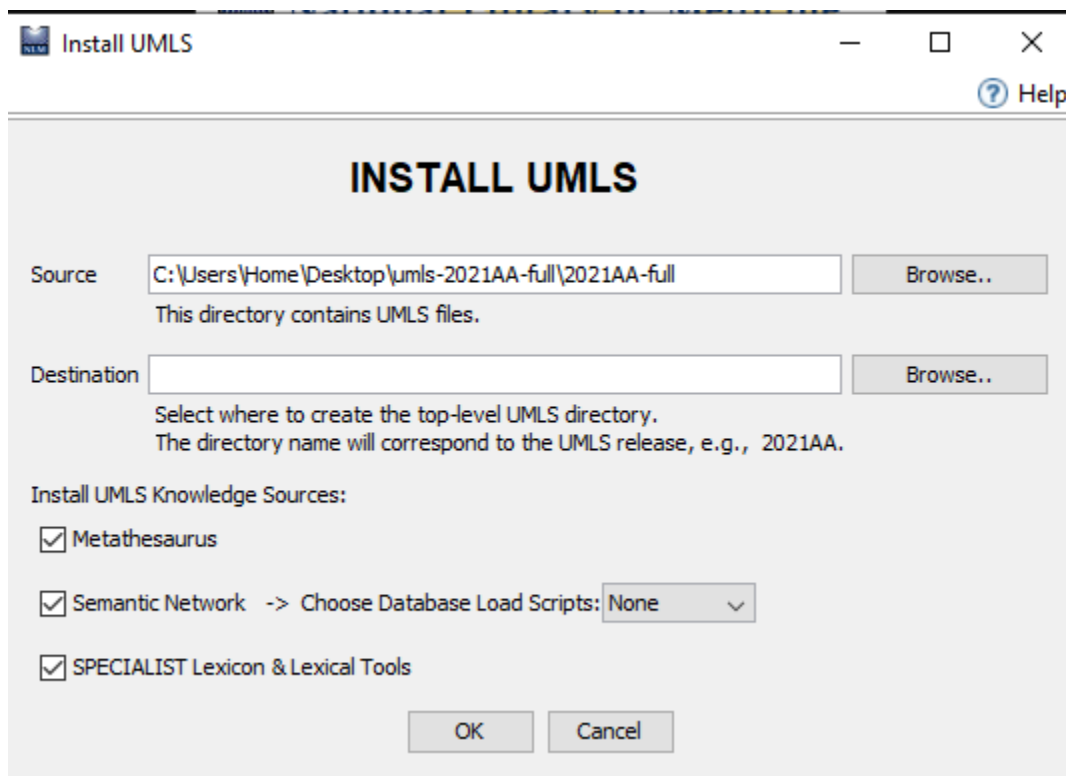 Install UMLS
Help
INSTALL UMLS
Source C:\Users\Home\Desktop\umls-2021AA-full\2021AA-full Browse..
This directory contains UMLS files.
Destination Browse..
Select where to create the top-level UMLS directory.
The directory name will correspond to the UMLS release, e.g., 2021AA.
Install UMLS Knowledge Sources:
Metathesaurus
Semantic Network -> Choose Database Load Scripts: None
SPECIALIST Lexicon & Lexical Tools
OK Cancel